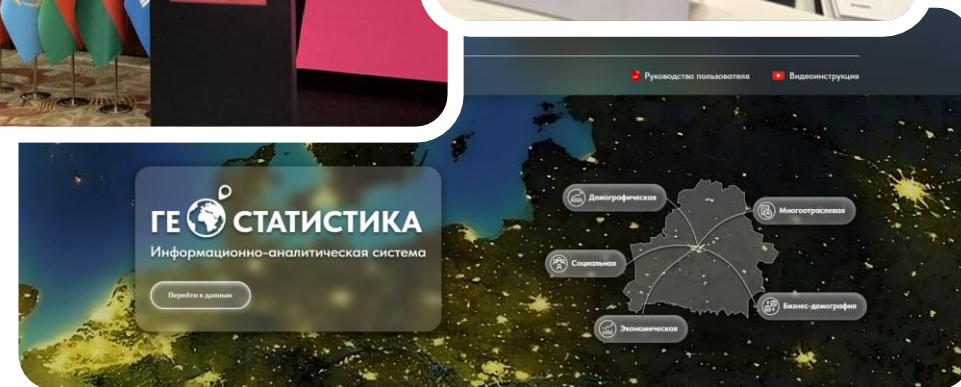 Руководство пользователя
Видеоинструкция
ГЕ СТАТИСТИКА
Информационно-аналитическая система
Перейти к данным
Демографическая
Многоотраслевая
Социальная
Бизнес-демография
Экономическая